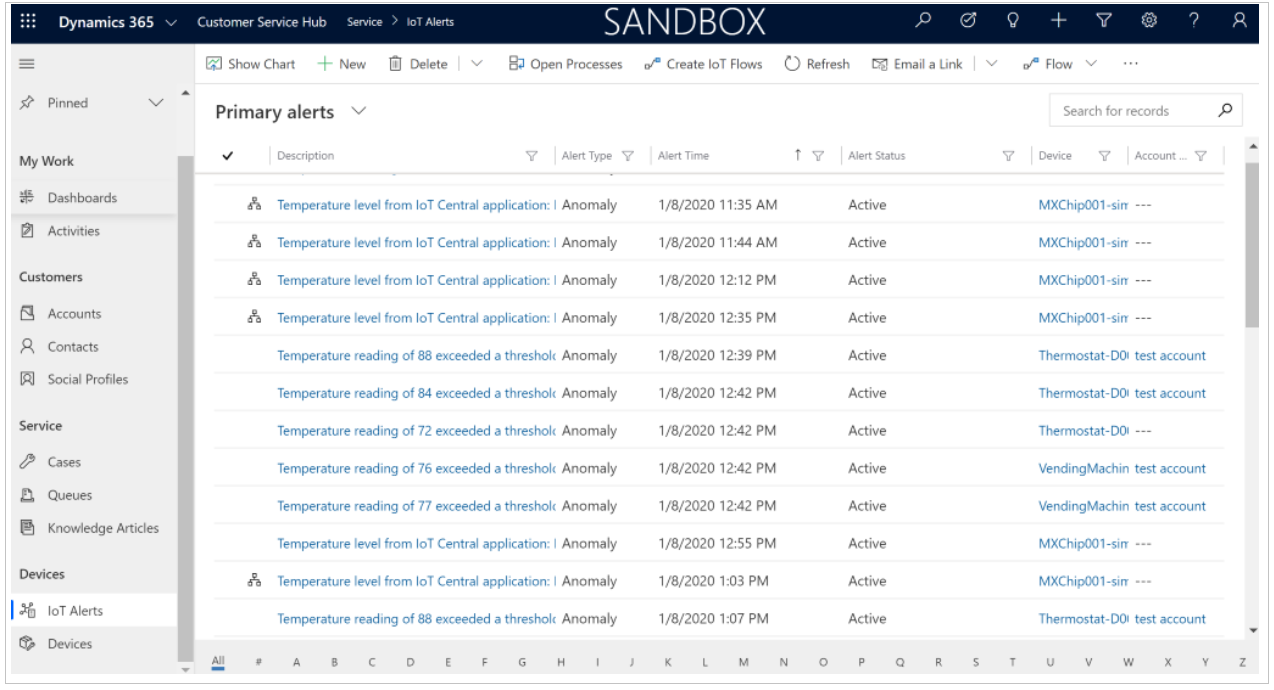 Dynamics 365 Customer Service Hub Service > IoT Alerts SANDBOX
Show Chart New Delete Open Processes Create IoT Flows Refresh Email a Link Flow ...
Pinned
My Work
Dashboards
Activities
Customers
Accounts
Contacts
Social Profiles
Service
Cases
Queues
Knowledge Articles
Devices
IoT Alerts
Devices
Primary alerts
Search for records
Description Alert Type Alert Time Alert Status Device Account ...
Temperature level from IoT Central application: Anomaly 1/8/2020 11:35 AM Active MXChip001-sim ---
Temperature level from IoT Central application: Anomaly 1/8/2020 11:44 AM Active MXChip001-sim ---
Temperature level from IoT Central application: Anomaly 1/8/2020 12:12 PM Active MXChip001-sim ---
Temperature level from IoT Central application: Anomaly 1/8/2020 12:35 PM Active MXChip001-sim ---
Temperature reading of 88 exceeded a threshold Anomaly 1/8/2020 12:39 PM Active Thermostat-D0 test account
Temperature reading of 84 exceeded a threshold Anomaly 1/8/2020 12:42 PM Active Thermostat-D0 test account
Temperature reading of 72 exceeded a threshold Anomaly 1/8/2020 12:42 PM Active Thermostat-D0 ---
Temperature reading of 76 exceeded a threshold Anomaly 1/8/2020 12:42 PM Active VendingMachin test account
Temperature reading of 77 exceeded a threshold Anomaly 1/8/2020 12:42 PM Active VendingMachin test account
Temperature level from IoT Central application: Anomaly 1/8/2020 12:55 PM Active MXChip001-sim ---
Temperature level from IoT Central application: Anomaly 1/8/2020 1:03 PM Active MXChip001-sim ---
Temperature reading of 88 exceeded a threshold Anomaly 1/8/2020 1:07 PM Active Thermostat-D0 test account
All # A B C D E F G H I J K L M N O P Q R S T U V W X Y Z